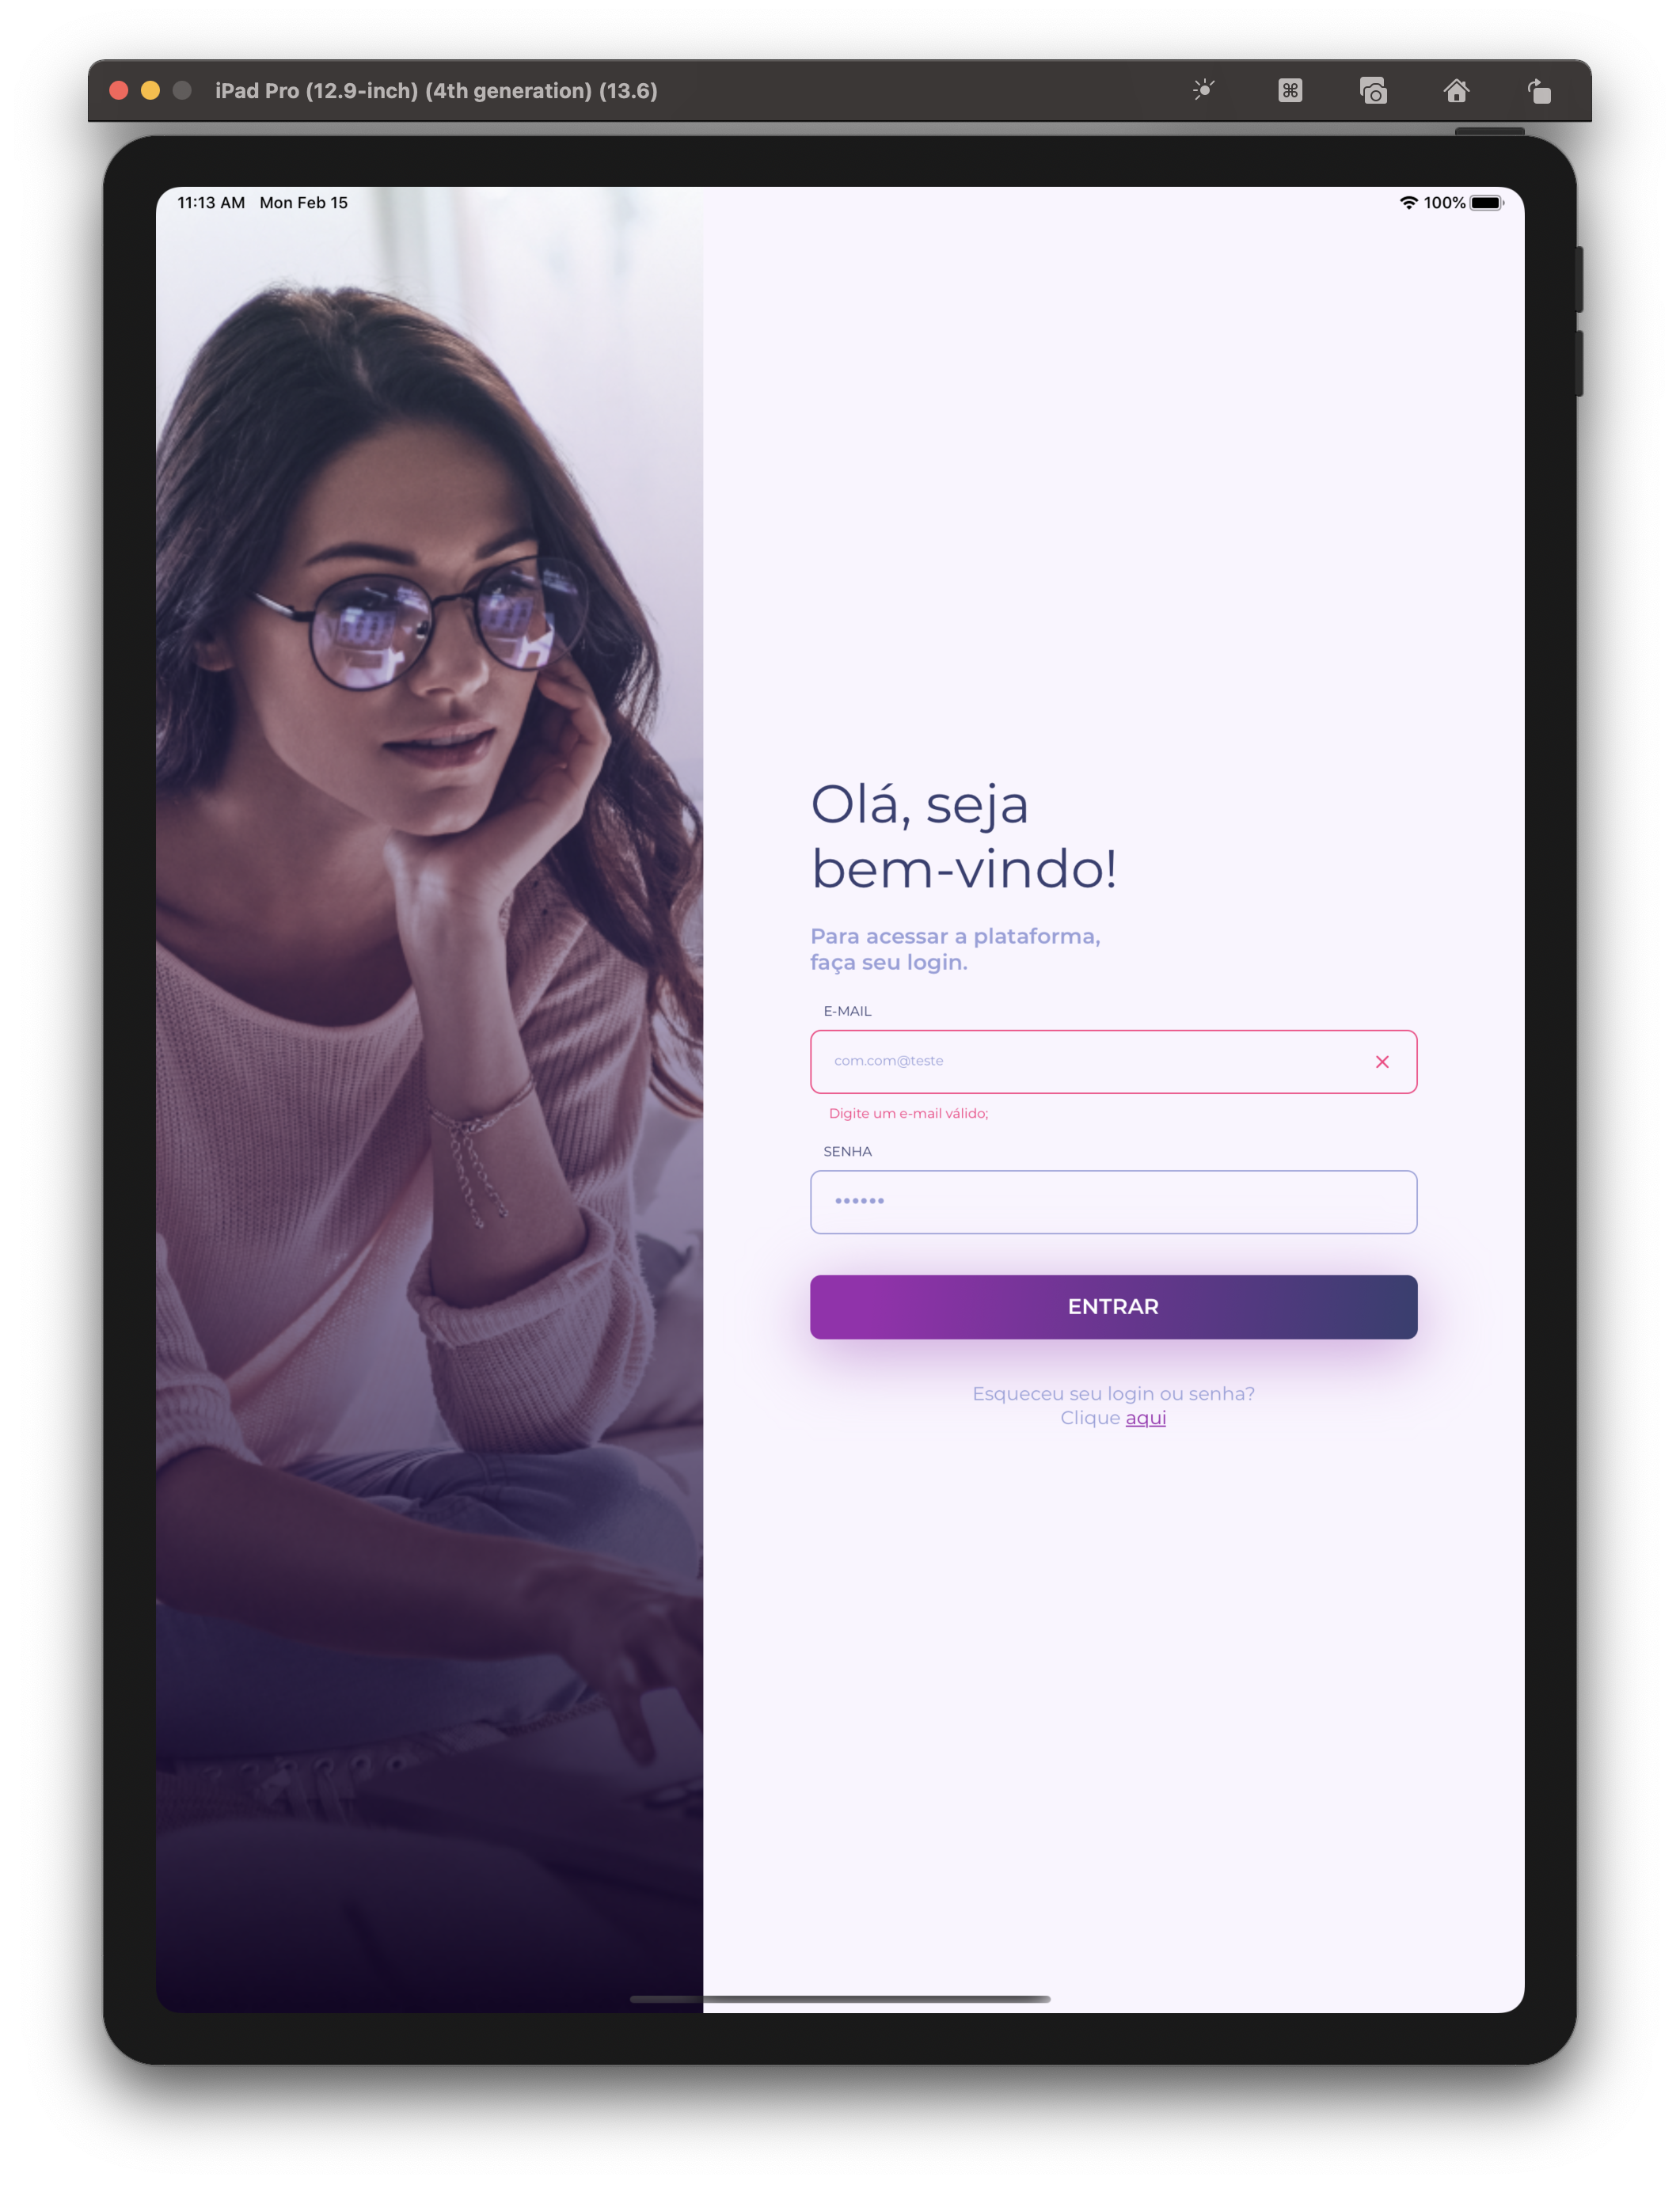 iPad Pro (12.9-inch) (4th generation) (13.6)
11:13 AM Mon Feb 15
100%
Olá, seja
bem-vindo!
Para acessar a plataforma,
faça seu login.
E-MAIL
com.com@teste
Digite um e-mail válido;
SENHA
••••••
ENTRAR
Esqueceu seu login ou senha?
Clique aqui